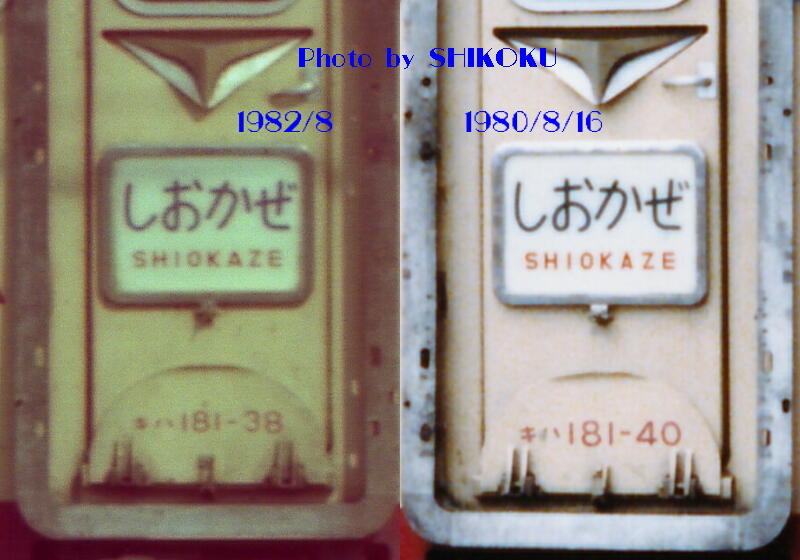 Photo by SHIKOKU
1982/8
しおかぜ
SHIOKAZE
キハ181-38
1980/8/16
しおかぜ
SHIOKAZE
キハ181-40